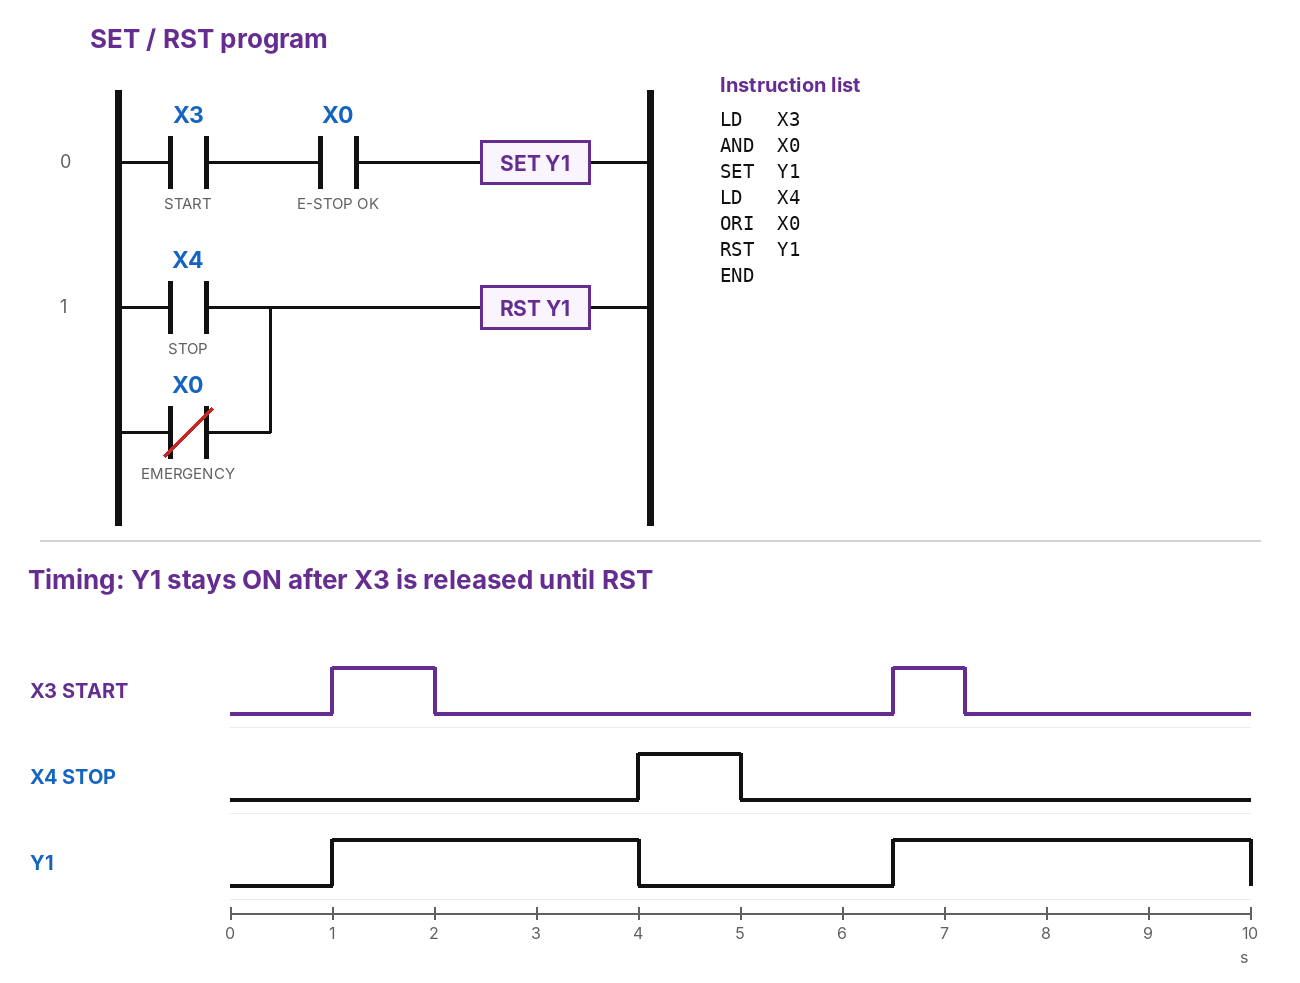 SET / RST program
X3 X0
0 SET Y1
START E-STOP OK
X4
1 RST Y1
STOP
X0
EMERGENCY
Instruction list
LD X3
AND X0
SET Y1
LD X4
ORI X0
RST Y1
END
Timing: Y1 stays ON after X3 is released until RST
X3 START
X4 STOP
Y1
0 1 2 3 4 5 6 7 8 9 10
s